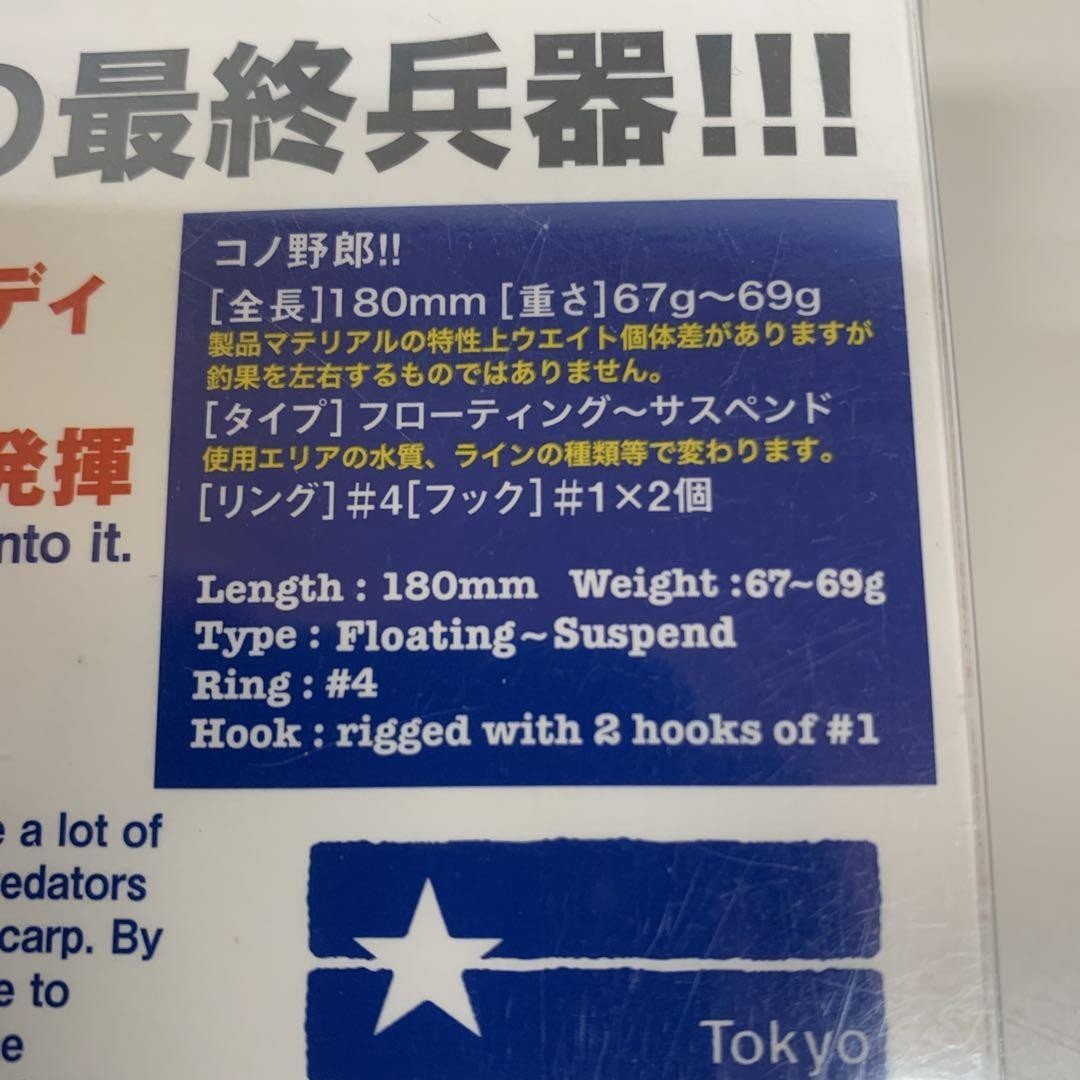 の最終兵器!!!
ディ
発揮
nto it.
コノ野郎!!
[全長]180mm [重さ]67g〜69g
製品マテリアルの特性上ウエイト個体差がありますが
釣果を左右するものではありません。
[タイプ] フローティング〜サスペンド
使用エリアの水質、ラインの種類等で変わります。
[リング]#4[フック]#1×2個
Length : 180mm Weight :67~69g
Type : Floating~Suspend
Ring : #4
Hook : rigged with 2 hooks of #1
e a lot of
redators
carp. By
e to
e
Tokyo